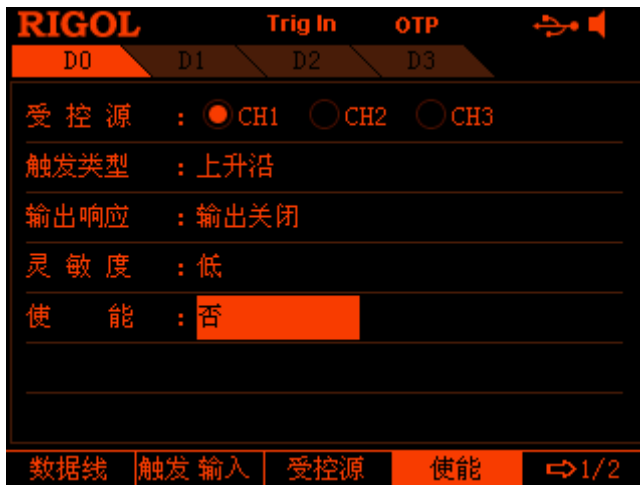 RIGOL Trig In OTP
D0 D1 D2 D3
受控源 : CH1 CH2 CH3
触发类型 : 上升沿
输出响应 : 输出关闭
灵敏度 : 低
使能 : 否
数据线 触发输入 受控源 使能 ⇨1/2